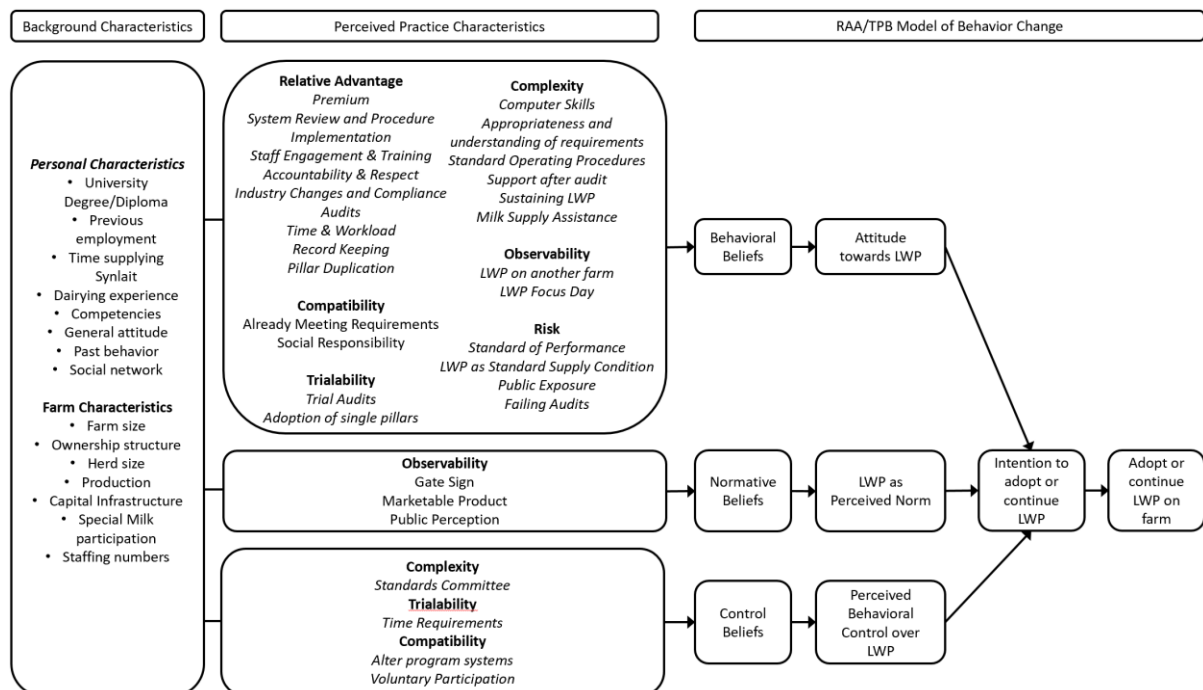 Background Characteristics
Perceived Practice Characteristics
RAA/TPB Model of Behavior Change
Personal Characteristics
• University
Degree/Diploma
• Previous
employment
• Time supplying
Synlait
• Dairying experience
• Competencies
• General attitude
• Past behavior
• Social network
Farm Characteristics
• Farm size
• Ownership structure
• Herd size
• Production
• Capital Infrastructure
• Special Milk
participation
• Staffing numbers
Relative Advantage
Premium
System Review and Procedure
Implementation
Staff Engagement & Training
Accountability & Respect
Industry Changes and Compliance
Audits
Time & Workload
Record Keeping
Pillar Duplication
Compatibility
Already Meeting Requirements
Social Responsibility
Trialability
Trial Audits
Adoption of single pillars
Complexity
Computer Skills
Appropriateness and
understanding of requirements
Standard Operating Procedures
Support after audit
Sustaining LWP
Milk Supply Assistance
Observability
LWP on another farm
LWP Focus Day
Risk
Standard of Performance
LWP as Standard Supply Condition
Public Exposure
Failing Audits
Behavioral
Beliefs
Attitude
towards LWP
Observability
Gate Sign
Marketable Product
Public Perception
Normative
Beliefs
LWP as
Perceived Norm
Intention to
adopt or
continue
LWP
Adopt or
continue
LWP on
farm
Complexity
Standards Committee
Trialability
Time Requirements
Compatibility
Alter program systems
Voluntary Participation
Control
Beliefs
Perceived
Behavioral
Control over
LWP